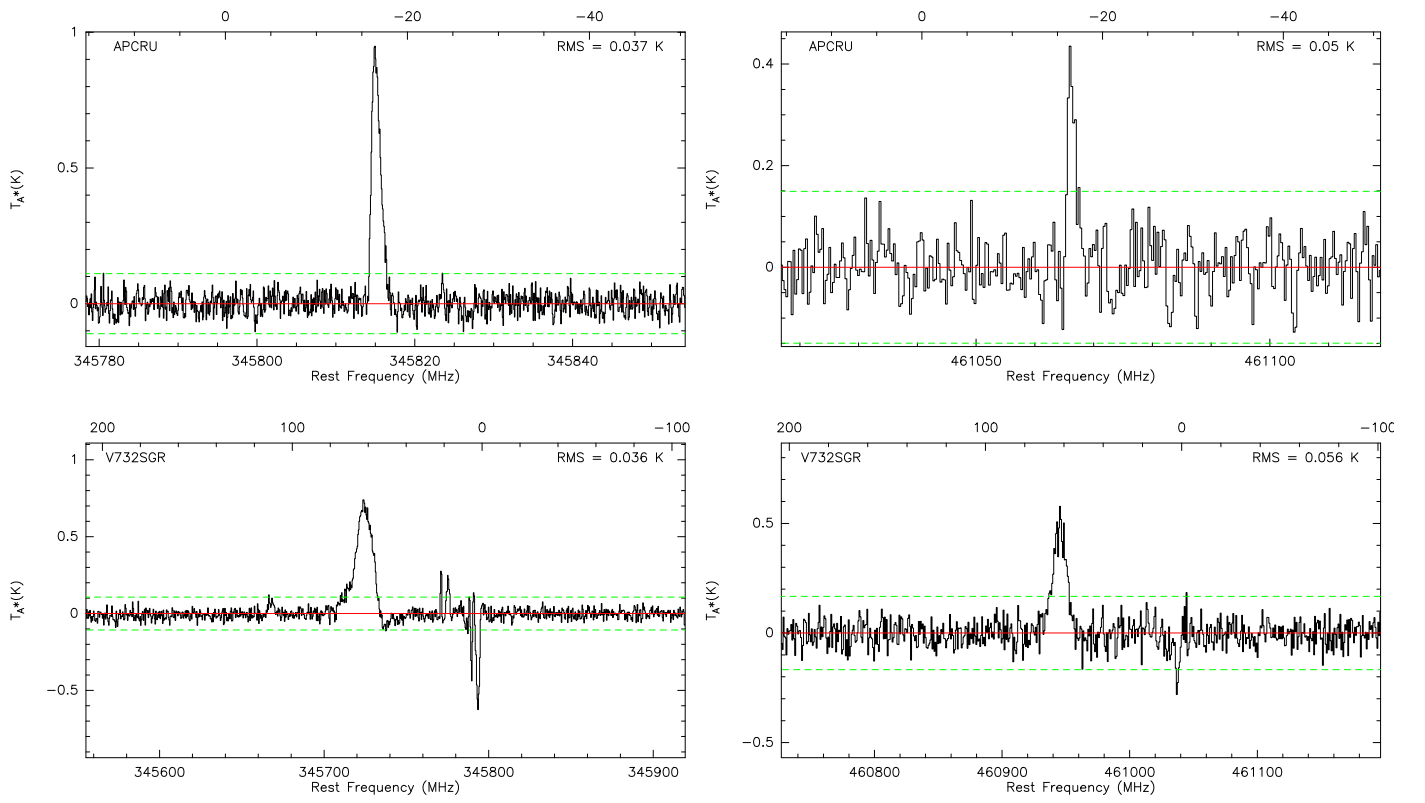 0 −20 −40
1
APCRU RMS = 0.037 K
0.5
0
T_A*(K)
345780 345800 345820 345840
Rest Frequency (MHz)
0 −20 −40
APCRU RMS = 0.05 K
0.4
0.2
0
T_A*(K)
461050 461100
Rest Frequency (MHz)
200 100 0 −100
1
V732SGR RMS = 0.036 K
0.5
0
−0.5
T_A*(K)
345600 345700 345800 345900
Rest Frequency (MHz)
200 100 0 −100
V732SGR RMS = 0.056 K
0.5
0
−0.5
T_A*(K)
460800 460900 461000 461100
Rest Frequency (MHz)